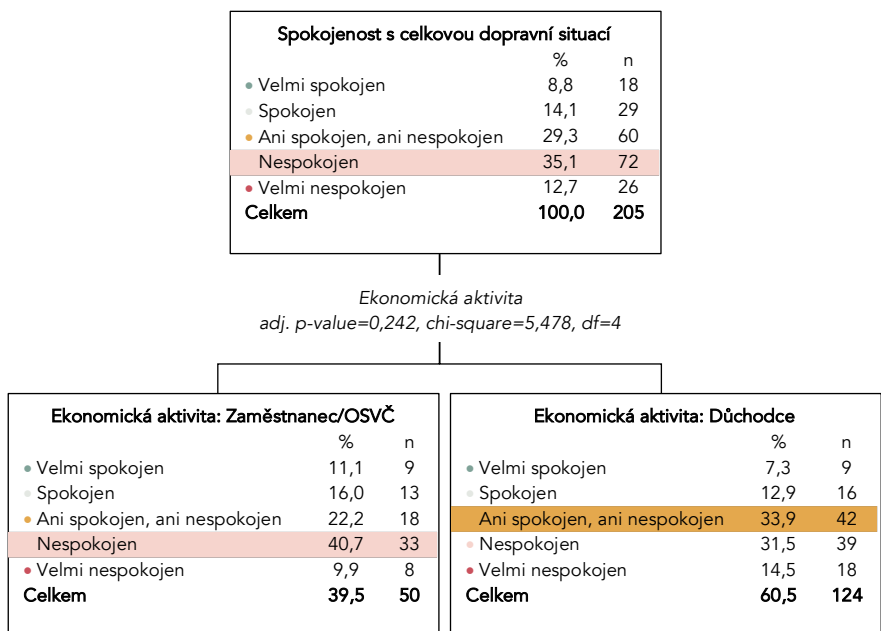 Spokojenost s celkovou dopravní situací
% n
Velmi spokojen 8,8 18
Spokojen 14,1 29
Ani spokojen, ani nespokojen 29,3 60
Nespokojen 35,1 72
Velmi nespokojen 12,7 26
Celkem 100,0 205
Ekonomická aktivita
adj. p-value=0,242, chi-square=5,478, df=4
Ekonomická aktivita: Zaměstnanec/OSVČ
% n
Velmi spokojen 11,1 9
Spokojen 16,0 13
Ani spokojen, ani nespokojen 22,2 18
Nespokojen 40,7 33
Velmi nespokojen 9,9 8
Celkem 39,5 50
Ekonomická aktivita: Důchodce
% n
Velmi spokojen 7,3 9
Spokojen 12,9 16
Ani spokojen, ani nespokojen 33,9 42
Nespokojen 31,5 39
Velmi nespokojen 14,5 18
Celkem 60,5 124